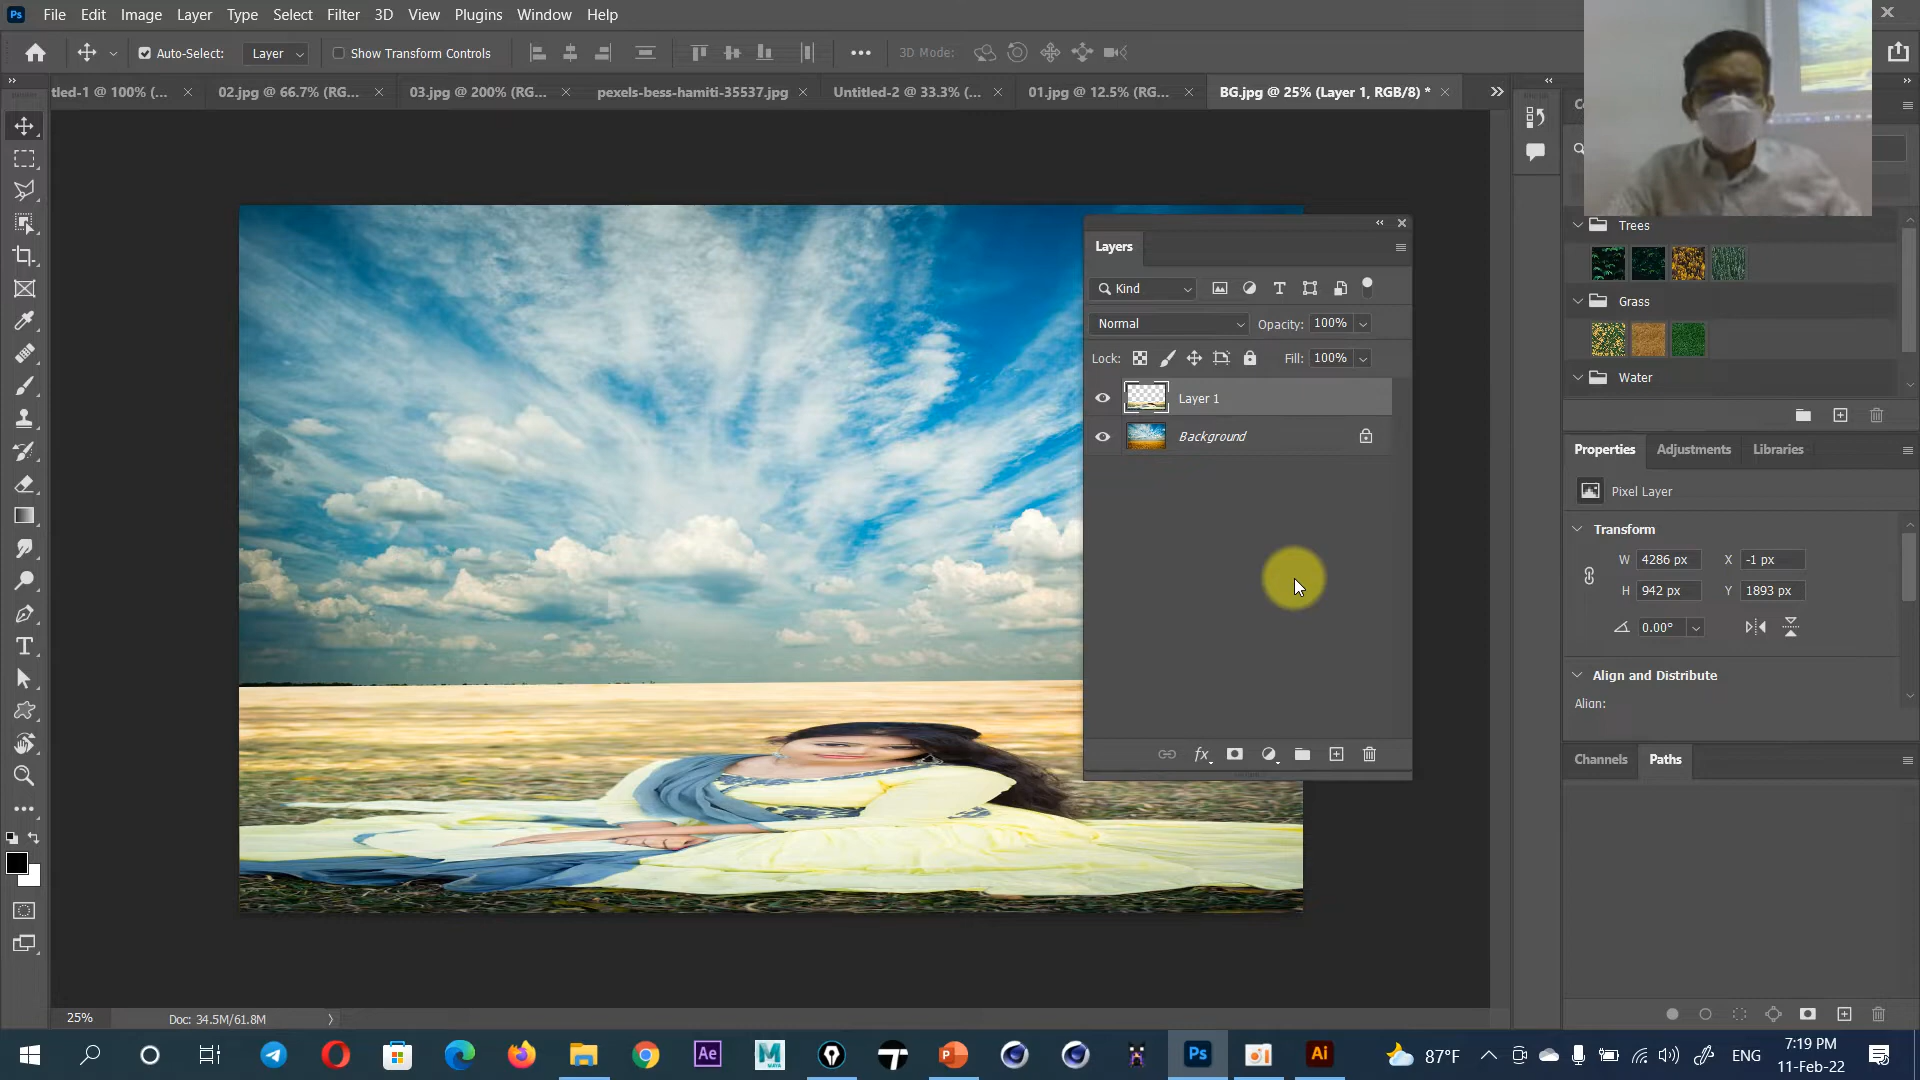 Ps File Edit Image Layer Type Select Filter 3D View Plugins Window Help
Auto-Select: Layer Show Transform Controls 3D Mode:
tled-1 @ 100% (... 02.jpg @ 66.7% (RG... 03.jpg @ 200% (RG... pexels-bess-hamiti-35537.jpg Untitled-2 @ 33.3% (... 01.jpg @ 12.5% (RG... BG.jpg @ 25% (Layer 1, RGB/8) *
Trees
Grass
Water
Layers
Kind
Normal Opacity: 100%
Lock: Fill: 100%
Layer 1
Background
fx
Properties Adjustments Libraries
Pixel Layer
Transform
W 4286 px X -1 px
H 942 px Y 1893 px
0.00°
Align and Distribute
Align:
Channels Paths
25% Doc: 34.5M/61.8M
Ae Ps Ai 87°F ENG 7:19 PM
11-Feb-22